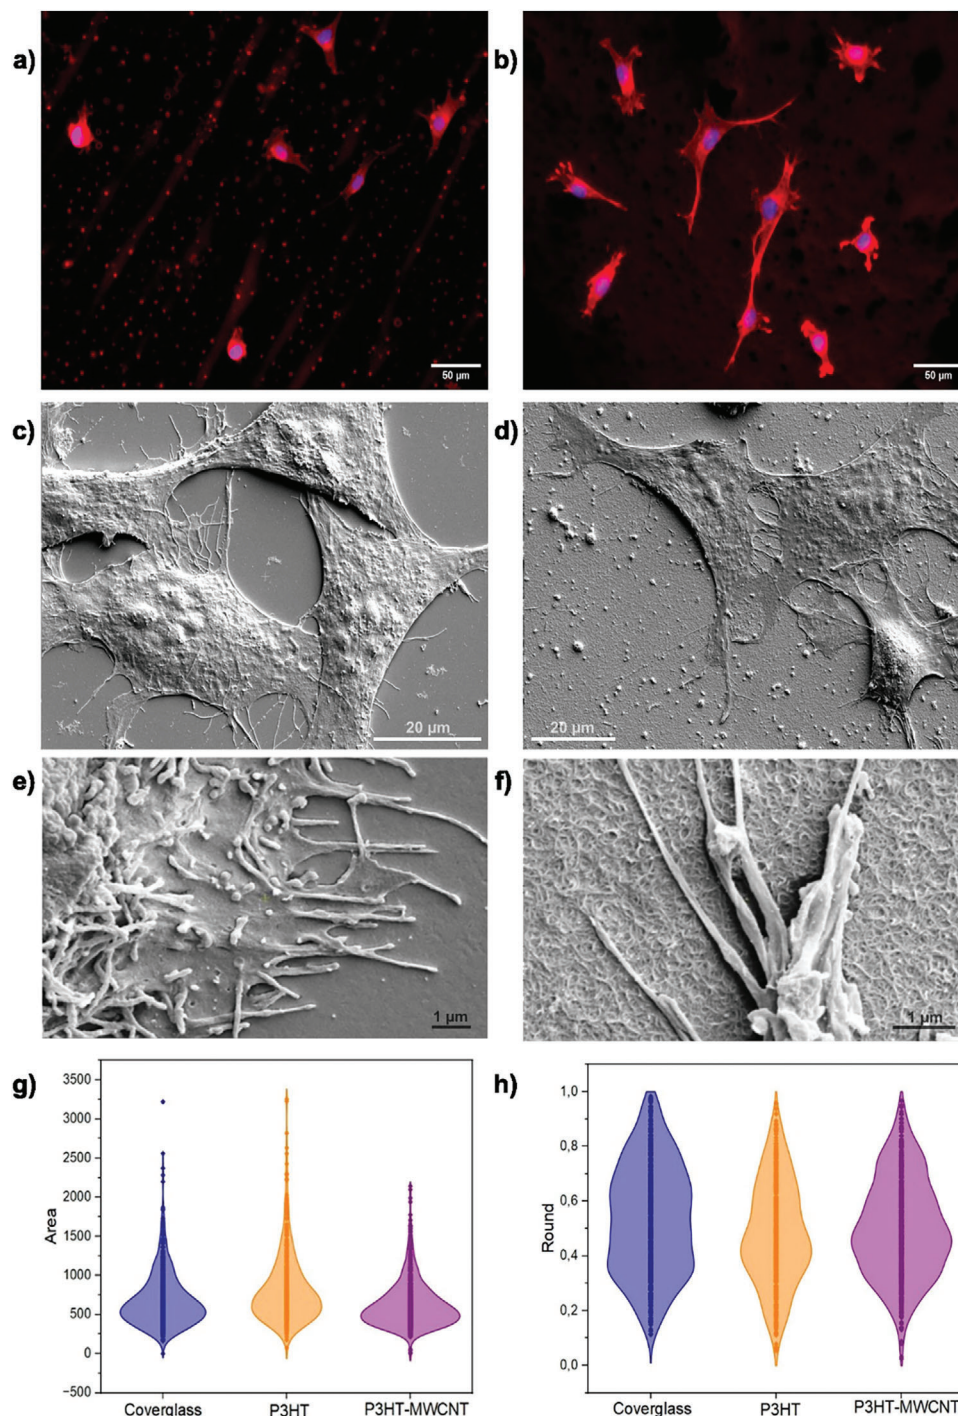 a)
b)
50 µm
50 µm
c)
d)
20 µm
20 µm
e)
f)
1 µm
1 µm
g)
h)
3500
3000
2500
2000
1500
1000
500
0
−500
Area
Coverglass
P3HT
P3HT-MWCNT
1,0
0,8
0,6
0,4
0,2
0,0
Round
Coverglass
P3HT
P3HT-MWCNT